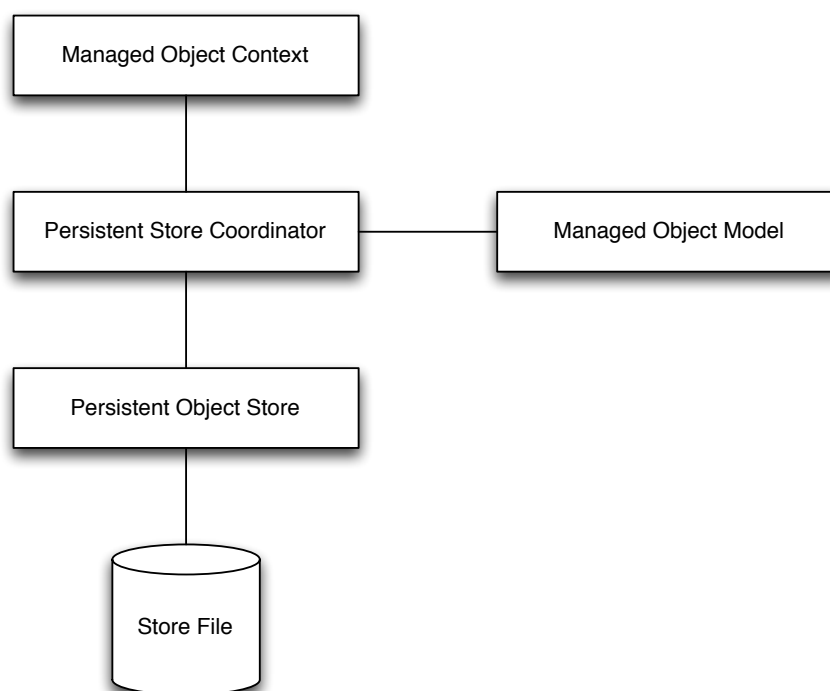 Managed Object Context
Persistent Store Coordinator
Managed Object Model
Persistent Object Store
Store File